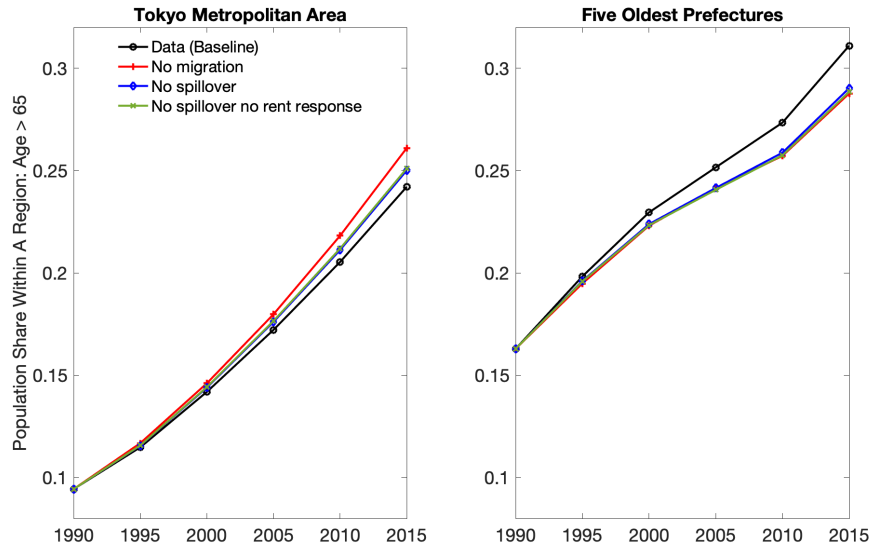 Tokyo Metropolitan Area
Five Oldest Prefectures
Data (Baseline)
No migration
No spillover
No spillover no rent response
Population Share Within A Region: Age > 65
0.3
0.25
0.2
0.15
0.1
1990 1995 2000 2005 2010 2015
0.3
0.25
0.2
0.15
0.1
1990 1995 2000 2005 2010 2015